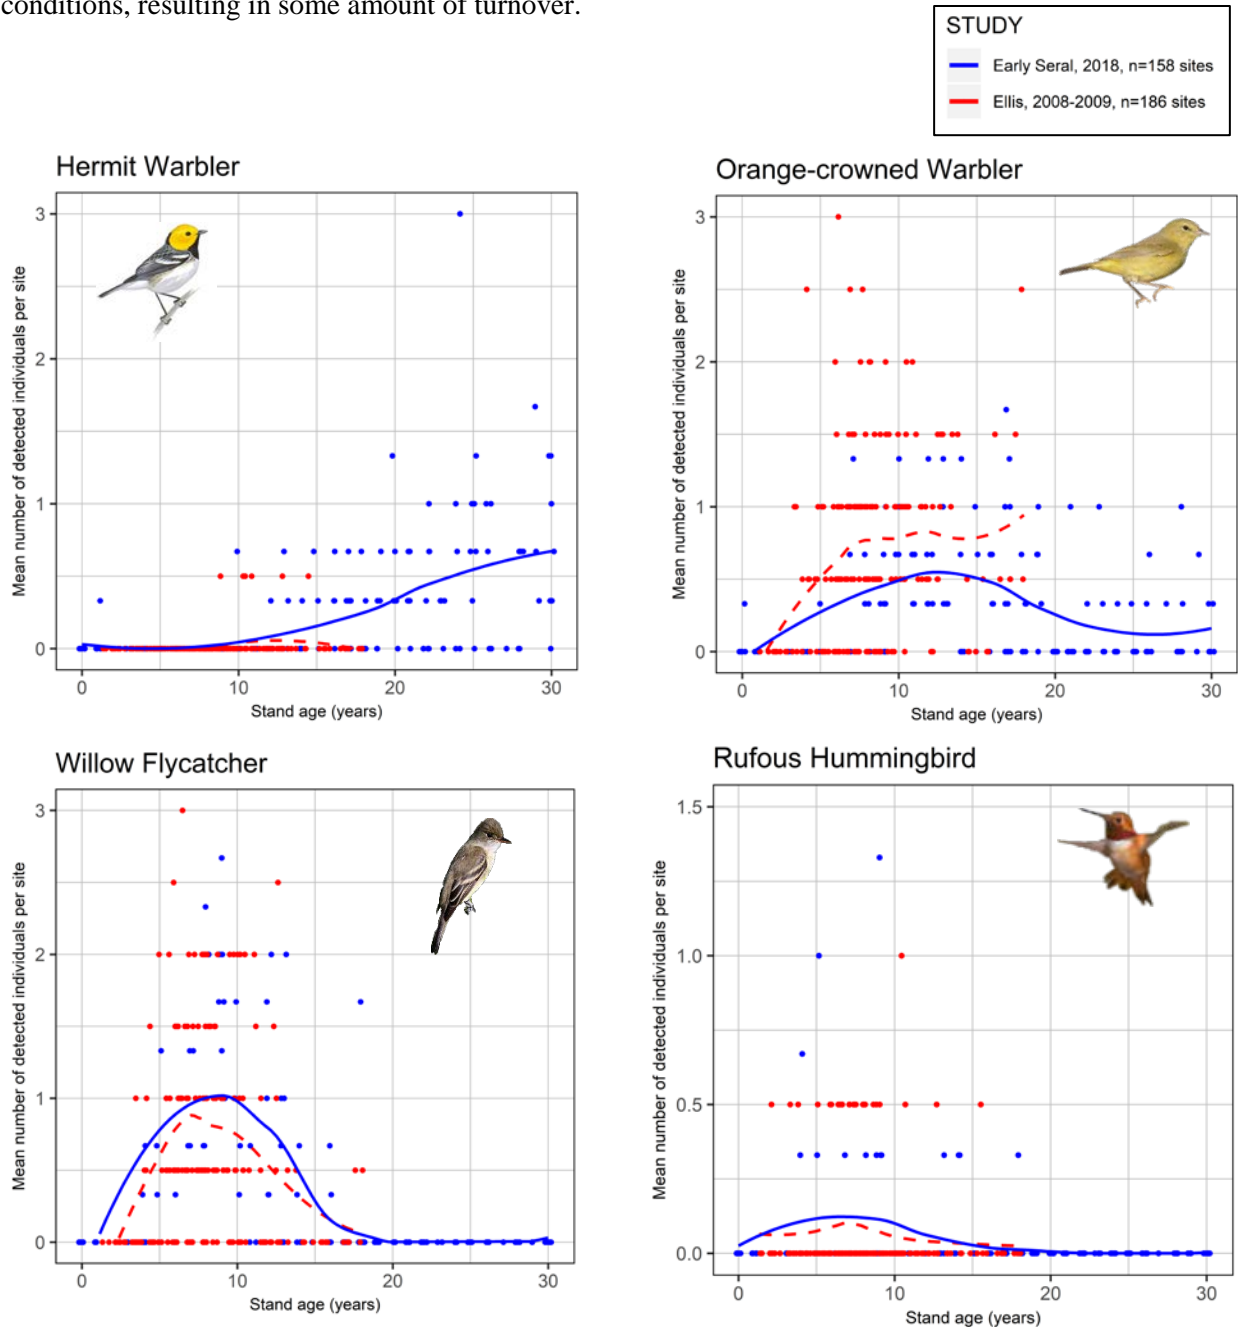 conditions, resulting in some amount of turnover.
STUDY
Early Seral, 2018, n=158 sites
Ellis, 2008-2009, n=186 sites
Hermit Warbler
Mean number of detected individuals per site
3
2
1
0
0 10 20 30
Stand age (years)
Orange-crowned Warbler
Mean number of detected individuals per site
3
2
1
0
0 10 20 30
Stand age (years)
Willow Flycatcher
Mean number of detected individuals per site
3
2
1
0
0 10 20 30
Stand age (years)
Rufous Hummingbird
Mean number of detected individuals per site
1.5
1.0
0.5
0.0
0 10 20 30
Stand age (years)